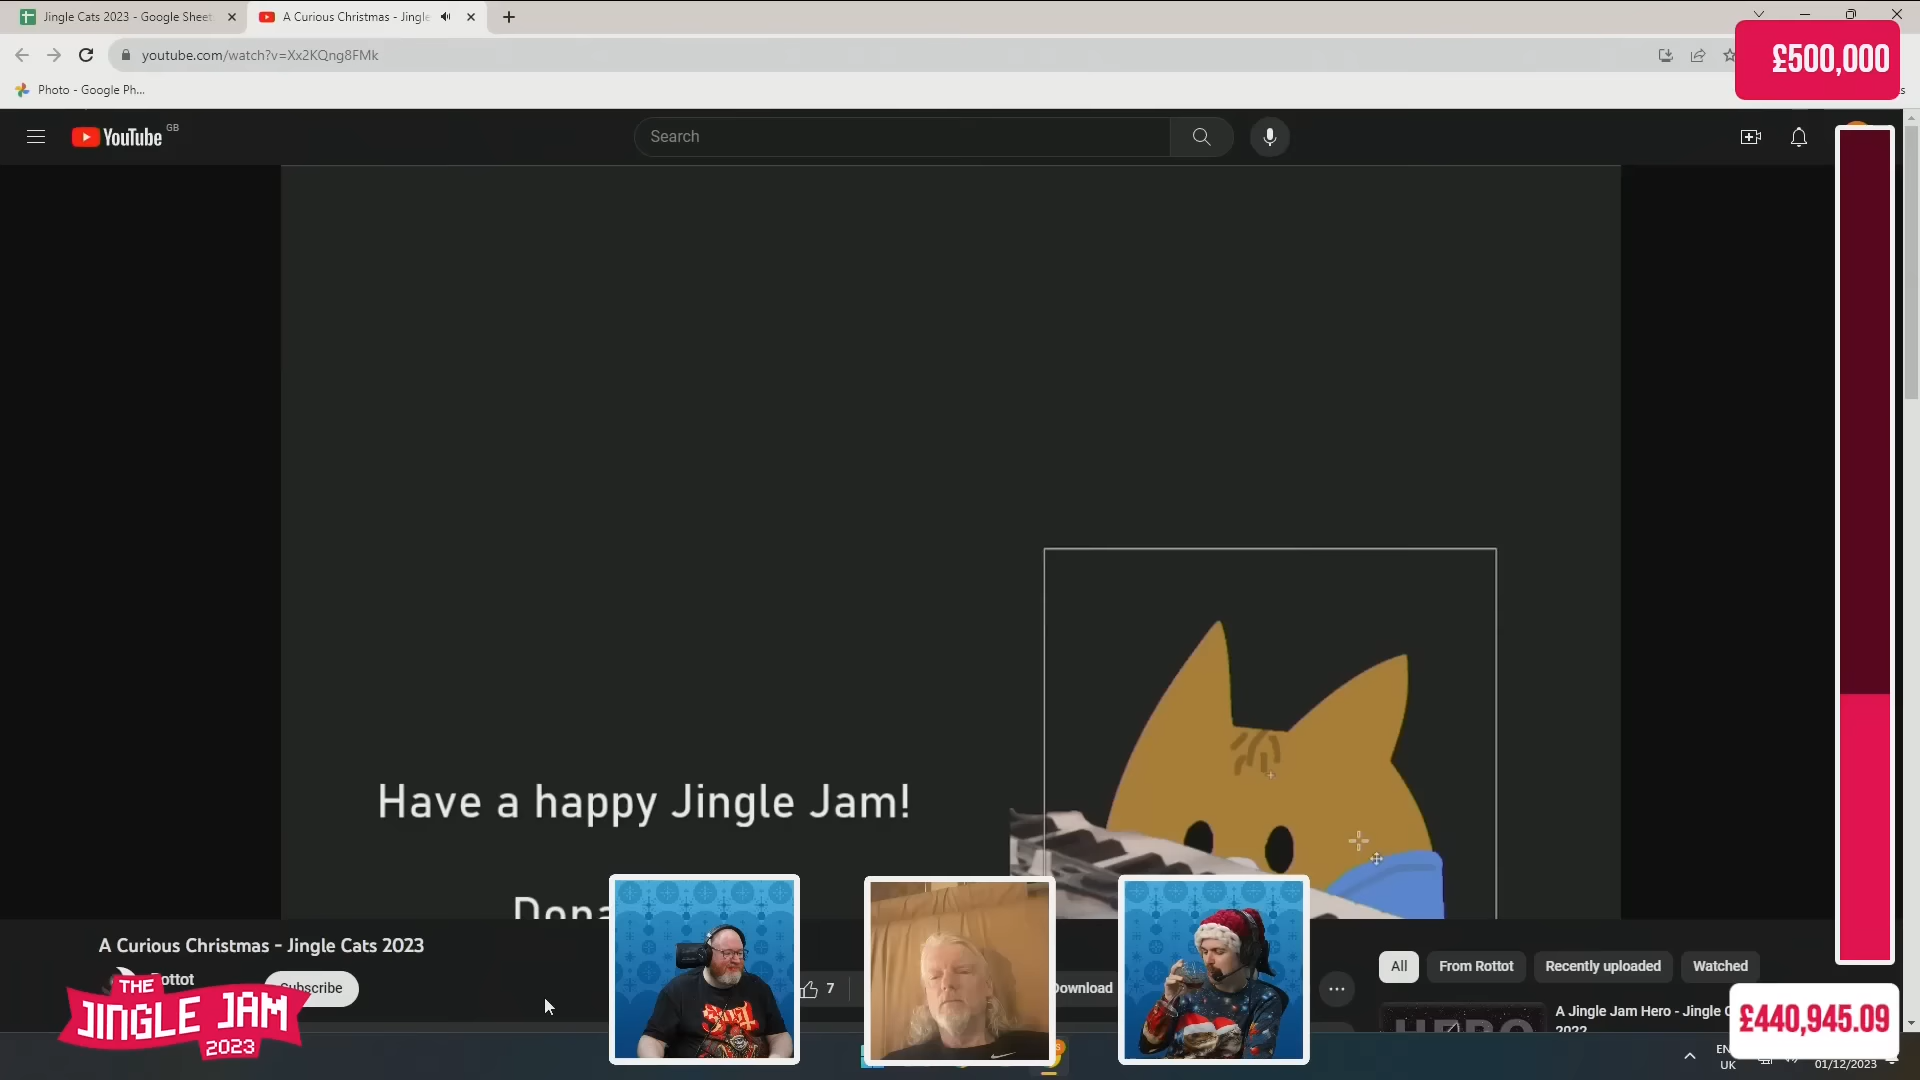 Jingle Cats 2023 - Google Sheet
A Curious Christmas - Jingle
youtube.com/watch?v=Xx2KQng8FMk
£500,000
Photo - Google Ph...
YouTube GB
Search
Have a happy Jingle Jam!
A Curious Christmas - Jingle Cats 2023
7
Download
All
From Rottot
Recently uploaded
Watched
A Jingle Jam Hero - Jingle
2022
HERO
THE
JINGLE JAM
2023
£440,945.09
UK
01/12/2023